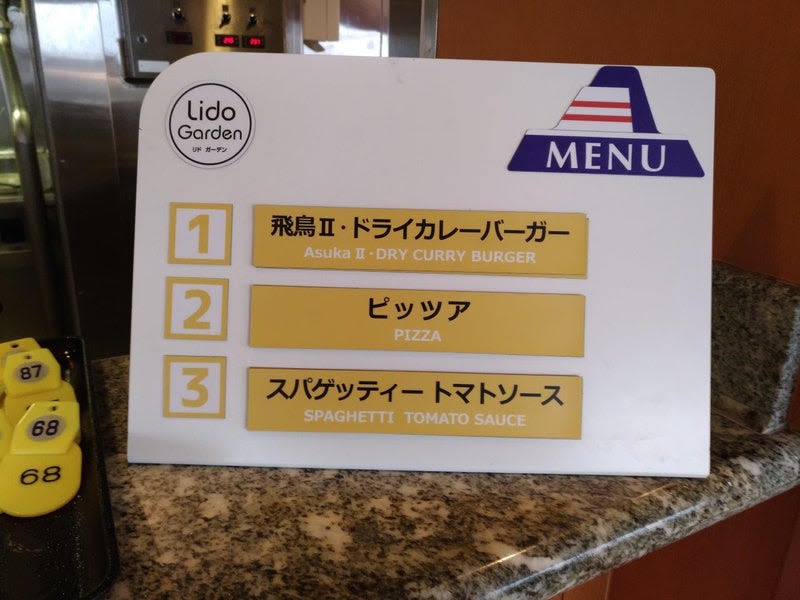 Lido
Garden
リド ガーデン
MENU
1
飛鳥Ⅱ・ドライカレーバーガー
Asuka Ⅱ・DRY CURRY BURGER
2
ピッツア
PIZZA
3
スパゲッティー トマトソース
SPAGHETTI TOMATO SAUCE
87
68
68